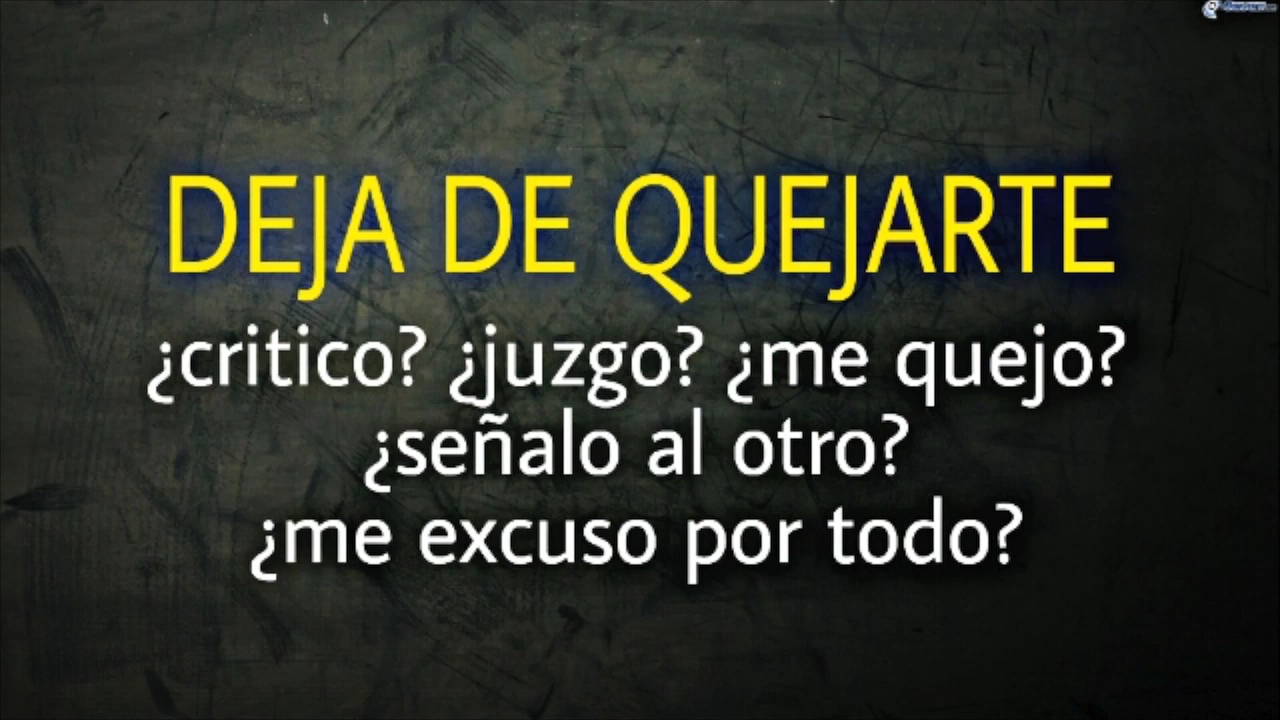 DEJA DE QUEJARTE
¿critico? ¿juzgo? ¿me quejo?
¿señalo al otro?
¿me excuso por todo?